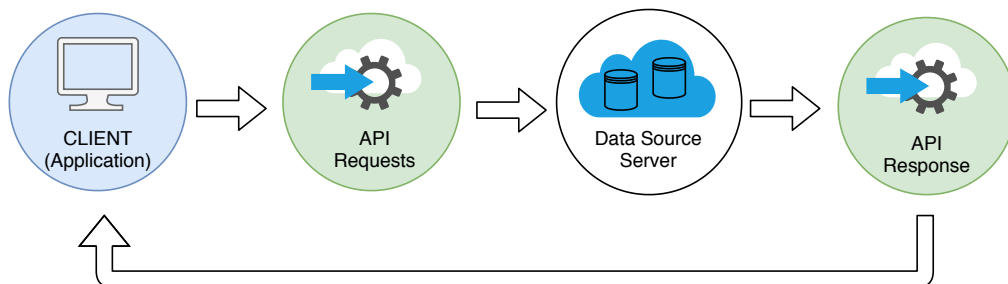 CLIENT
(Application)
API
Requests
Data Source
Server
API
Response